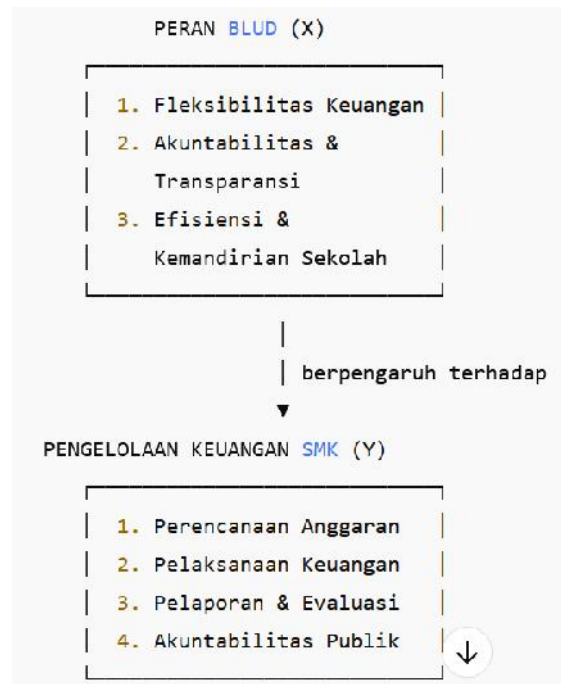 PERAN BLUD (X)
1. Fleksibilitas Keuangan
2. Akuntabilitas &
Transparansi
3. Efisiensi &
Kemandirian Sekolah
berpengaruh terhadap
PENGELOLAAN KEUANGAN SMK (Y)
1. Perencanaan Anggaran
2. Pelaksanaan Keuangan
3. Pelaporan & Evaluasi
4. Akuntabilitas Publik